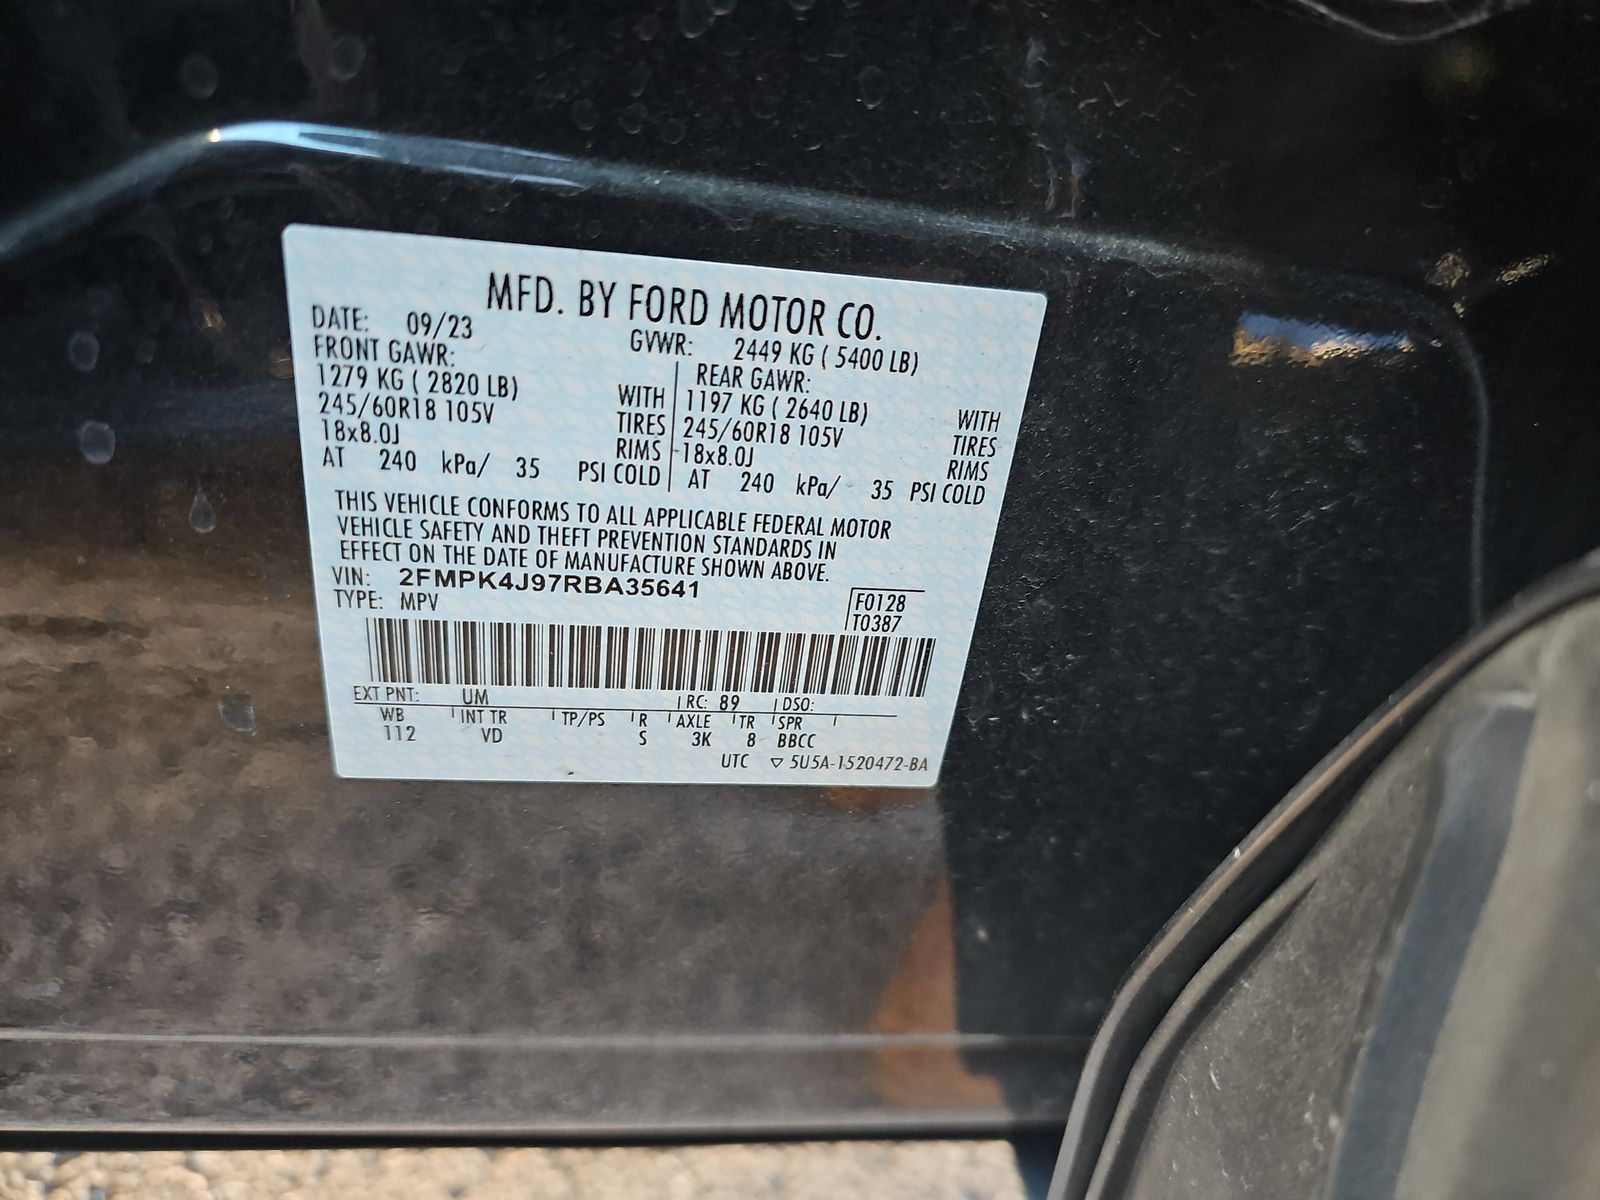 MFD. BY FORD MOTOR CO.
DATE: 09/23 GVWR: 2449 KG ( 5400 LB)
FRONT GAWR: REAR GAWR:
1279 KG ( 2820 LB) WITH 1197 KG ( 2640 LB) WITH
245/60R18 105V TIRES 245/60R18 105V TIRES
18x8.0J RIMS 18x8.0J RIMS
AT 240 kPa/ 35 PSI COLD AT 240 kPa/ 35 PSI COLD
THIS VEHICLE CONFORMS TO ALL APPLICABLE FEDERAL MOTOR
VEHICLE SAFETY AND THEFT PREVENTION STANDARDS IN
EFFECT ON THE DATE OF MANUFACTURE SHOWN ABOVE.
VIN: 2FMPK4J97RBA35641
TYPE: MPV
F0128
T0387
EXT PNT: UM RC: 89 DSO:
WB INT TR TP/PS R AXLE TR SPR
112 VD S 3K 8 BBCC
UTC ▽ 5U5A-1520472-BA